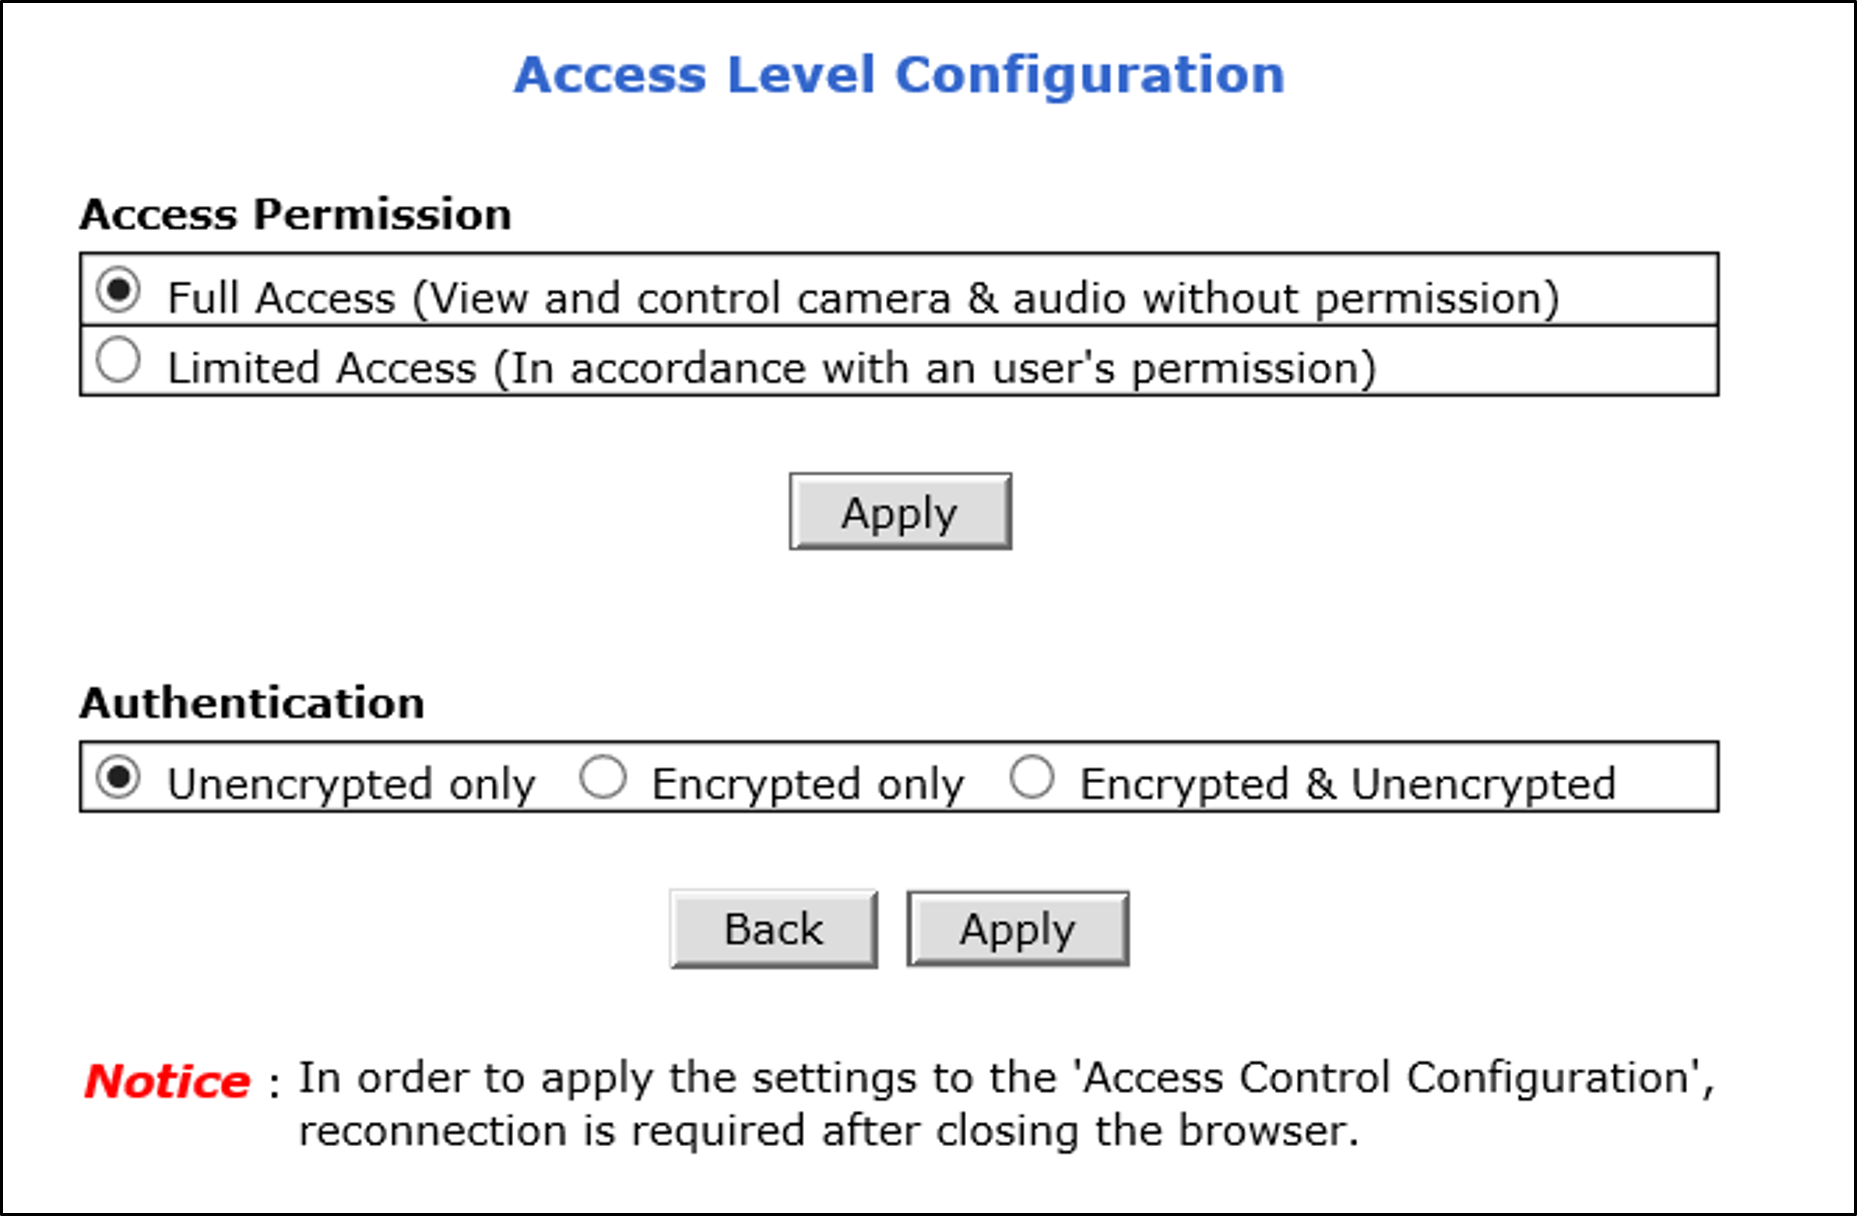 Access Level Configuration
Access Permission
Full Access (View and control camera & audio without permission)
Limited Access (In accordance with an user's permission)
Apply
Authentication
Unencrypted only Encrypted only Encrypted & Unencrypted
Back Apply
Notice : In order to apply the settings to the 'Access Control Configuration',
reconnection is required after closing the browser.